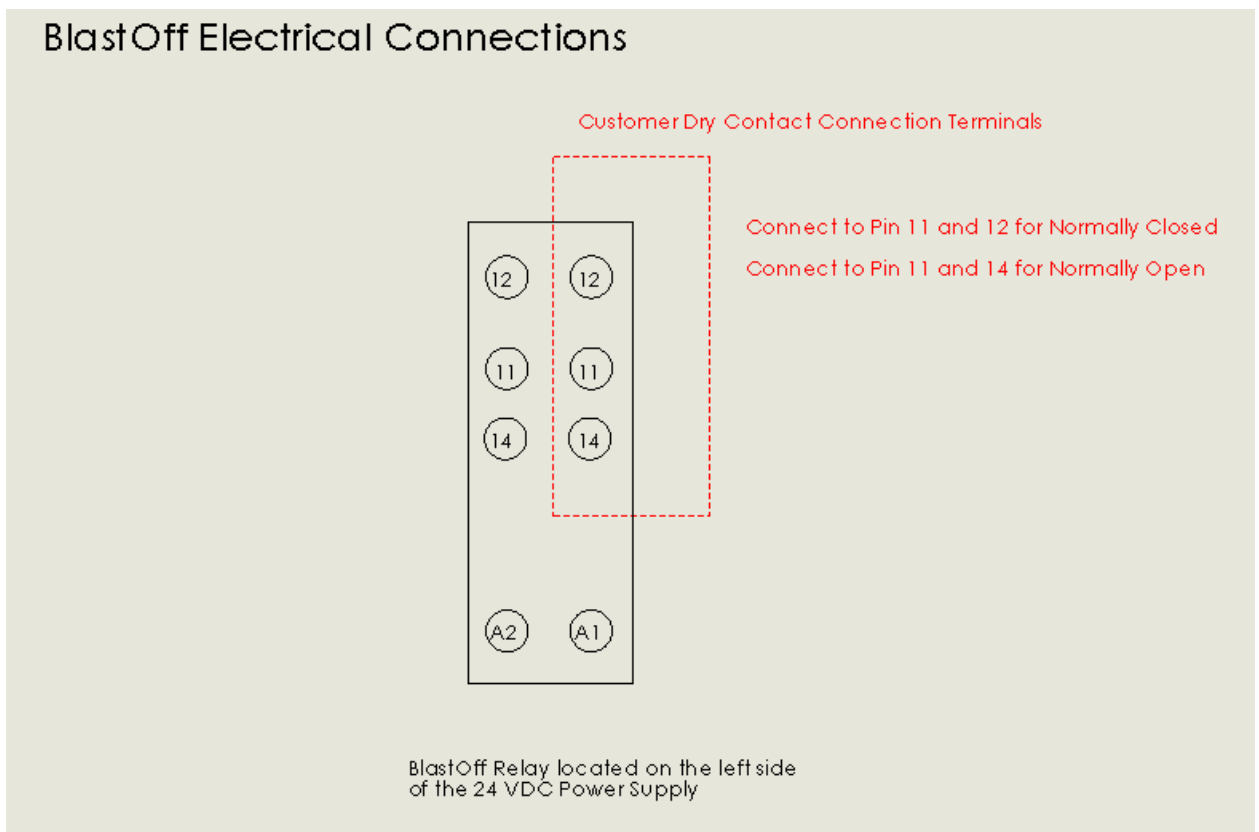 BlastOff Electrical Connections
Customer Dry Contact Connection Terminals
Connect to Pin 11 and 12 for Normally Closed
Connect to Pin 11 and 14 for Normally Open
12 12
11 11
14 14
A2 A1
BlastOff Relay located on the left side
of the 24 VDC Power Supply